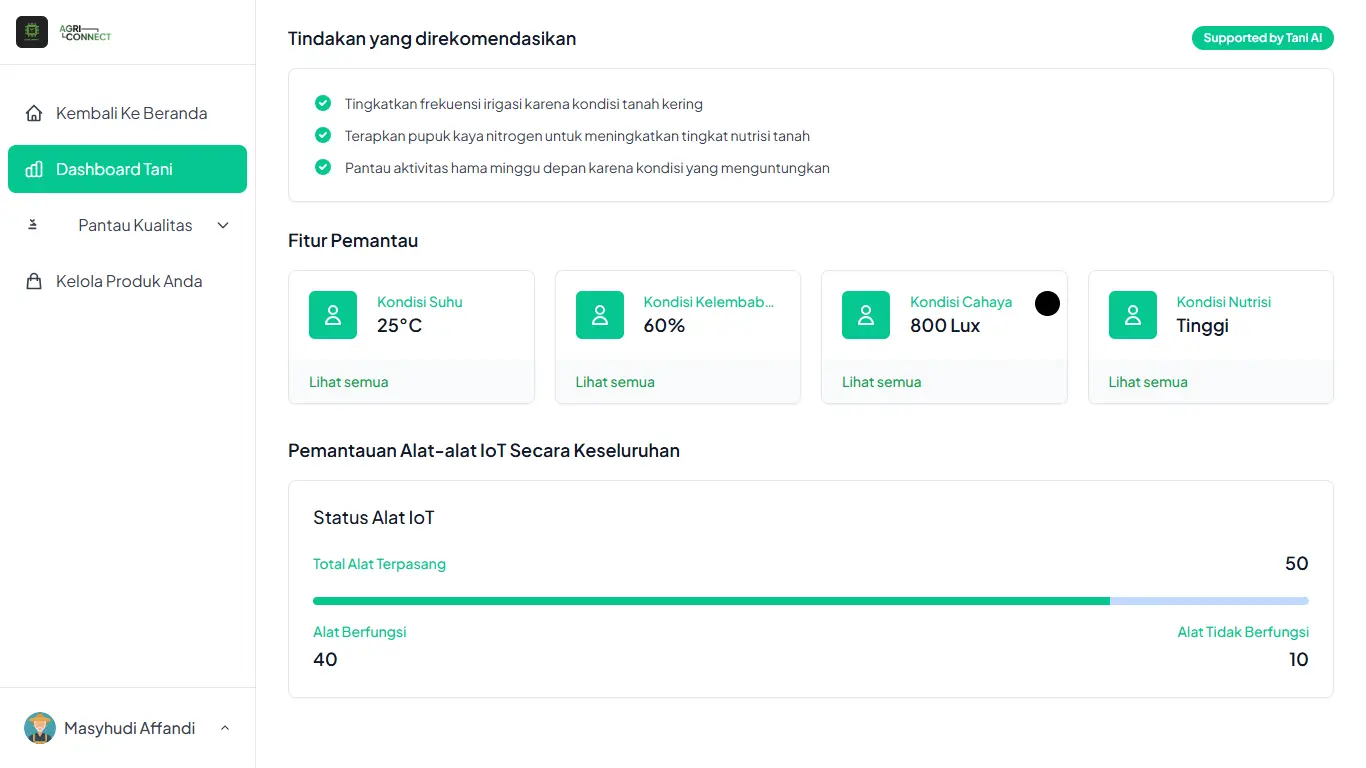 AGRI
CONNECT
Kembali Ke Beranda
Dashboard Tani
Pantau Kualitas
Kelola Produk Anda
Masyhudi Affandi
Tindakan yang direkomendasikan
Supported by Tani AI
Tingkatkan frekuensi irigasi karena kondisi tanah kering
Terapkan pupuk kaya nitrogen untuk meningkatkan tingkat nutrisi tanah
Pantau aktivitas hama minggu depan karena kondisi yang menguntungkan
Fitur Pemantau
Kondisi Suhu
25°C
Lihat semua
Kondisi Kelembab...
60%
Lihat semua
Kondisi Cahaya
800 Lux
Lihat semua
Kondisi Nutrisi
Tinggi
Lihat semua
Pemantauan Alat-alat IoT Secara Keseluruhan
Status Alat IoT
Total Alat Terpasang
50
Alat Berfungsi
Alat Tidak Berfungsi
40
10